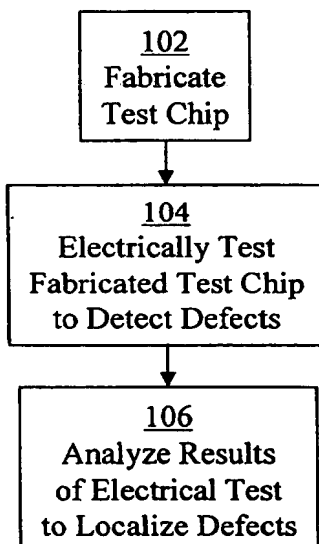 102
Fabricate
Test Chip
104
Electrically Test
Fabricated Test Chip
to Detect Defects
106
Analyze Results
of Electrical Test
to Localize Defects